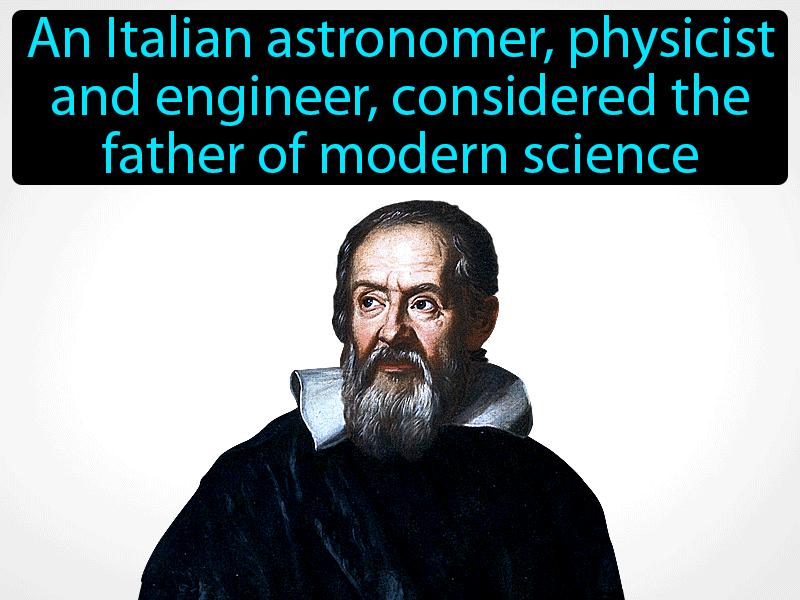 An Italian astronomer, physicist
and engineer, considered the
father of modern science